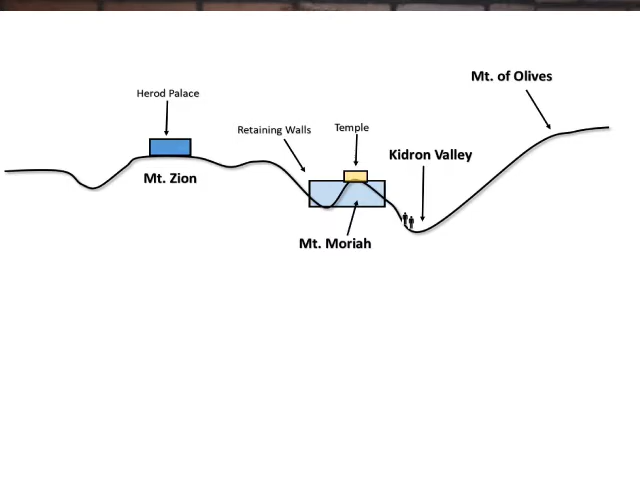 Mt. of Olives
Herod Palace
Retaining Walls
Temple
Kidron Valley
Mt. Zion
Mt. Moriah